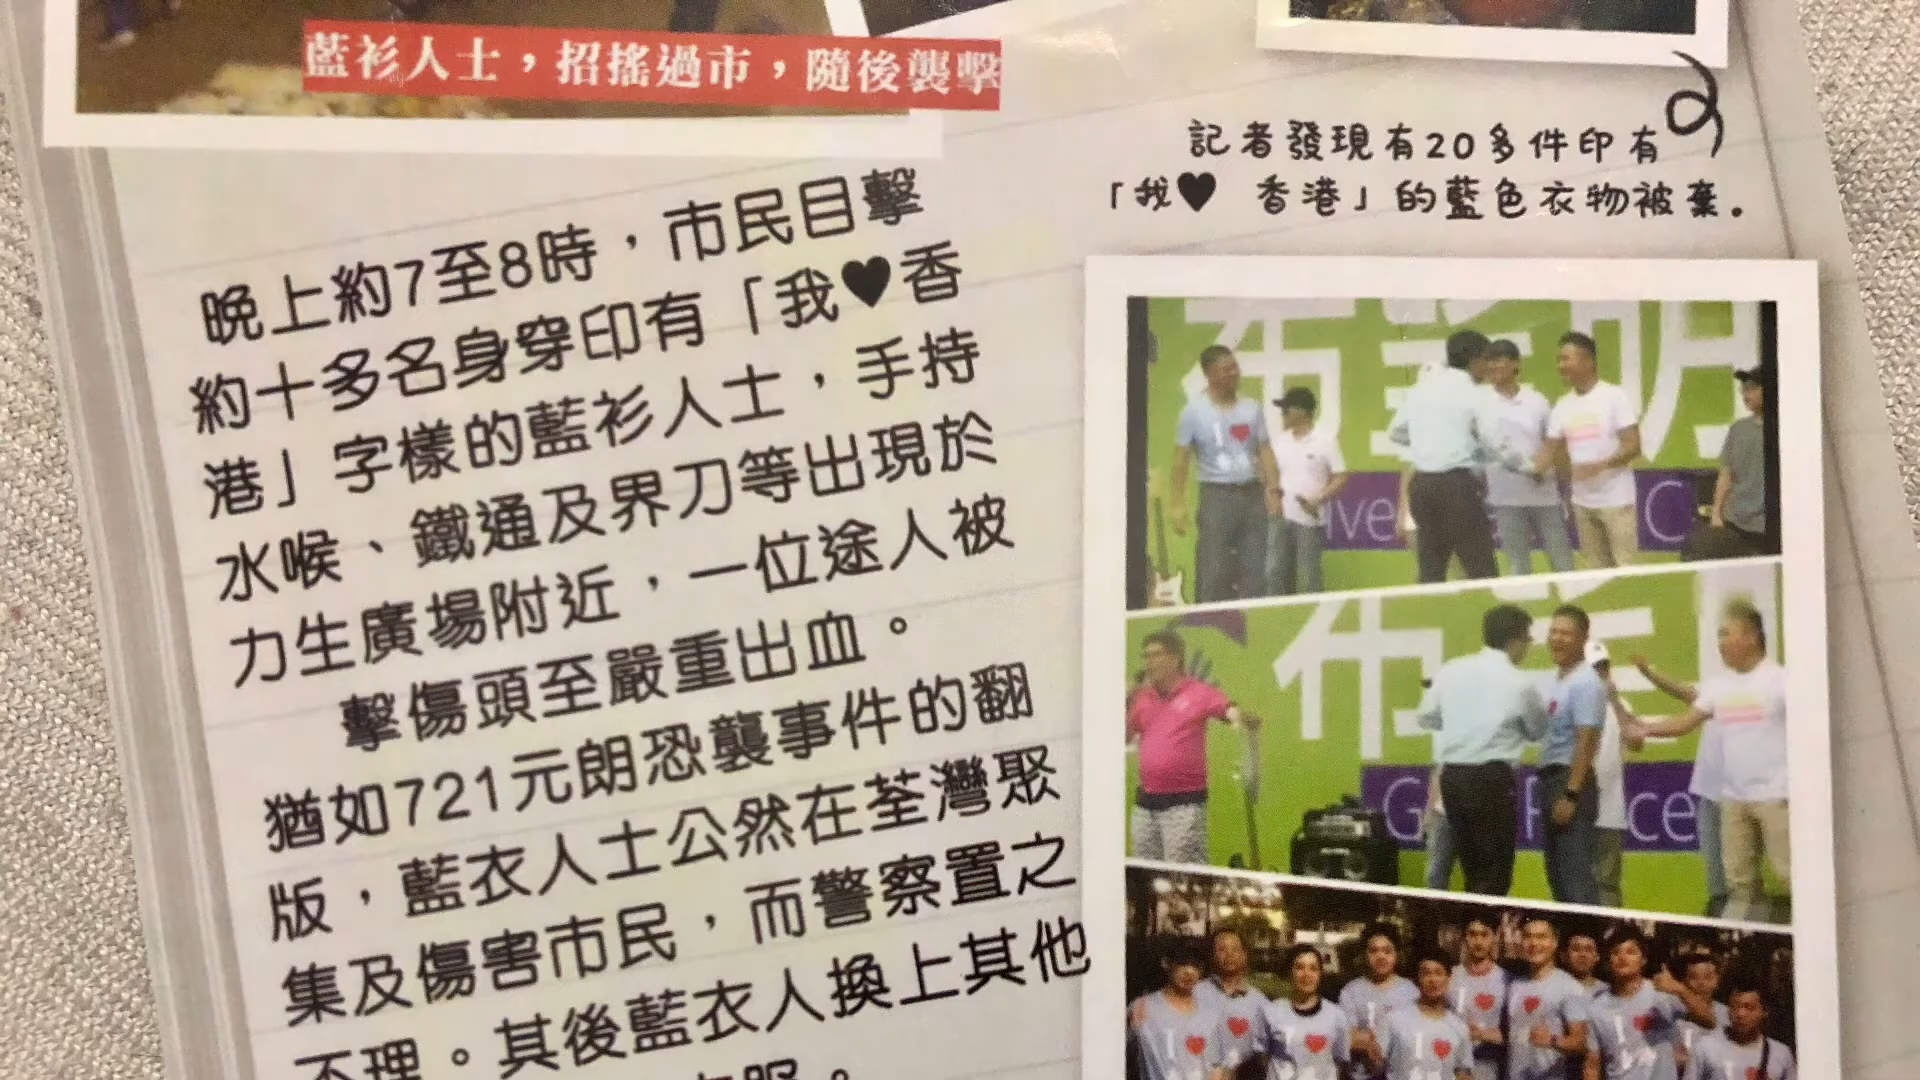 藍衫人士，招搖過市，隨後襲擊
記者發現有20多件印有
「我♥ 香港」的藍色衣物被棄。
晚上約7至8時，市民目擊
約十多名身穿印有「我♥香
港」字樣的藍衫人士，手持
水喉、鐵通及界刀等出現於
力生廣場附近，一位途人被
擊傷頭至嚴重出血。
猶如721元朗恐襲事件的翻
版，藍衣人士公然在荃灣聚
集及傷害市民，而警察置之
不理。其後藍衣人換上其他
衣服。